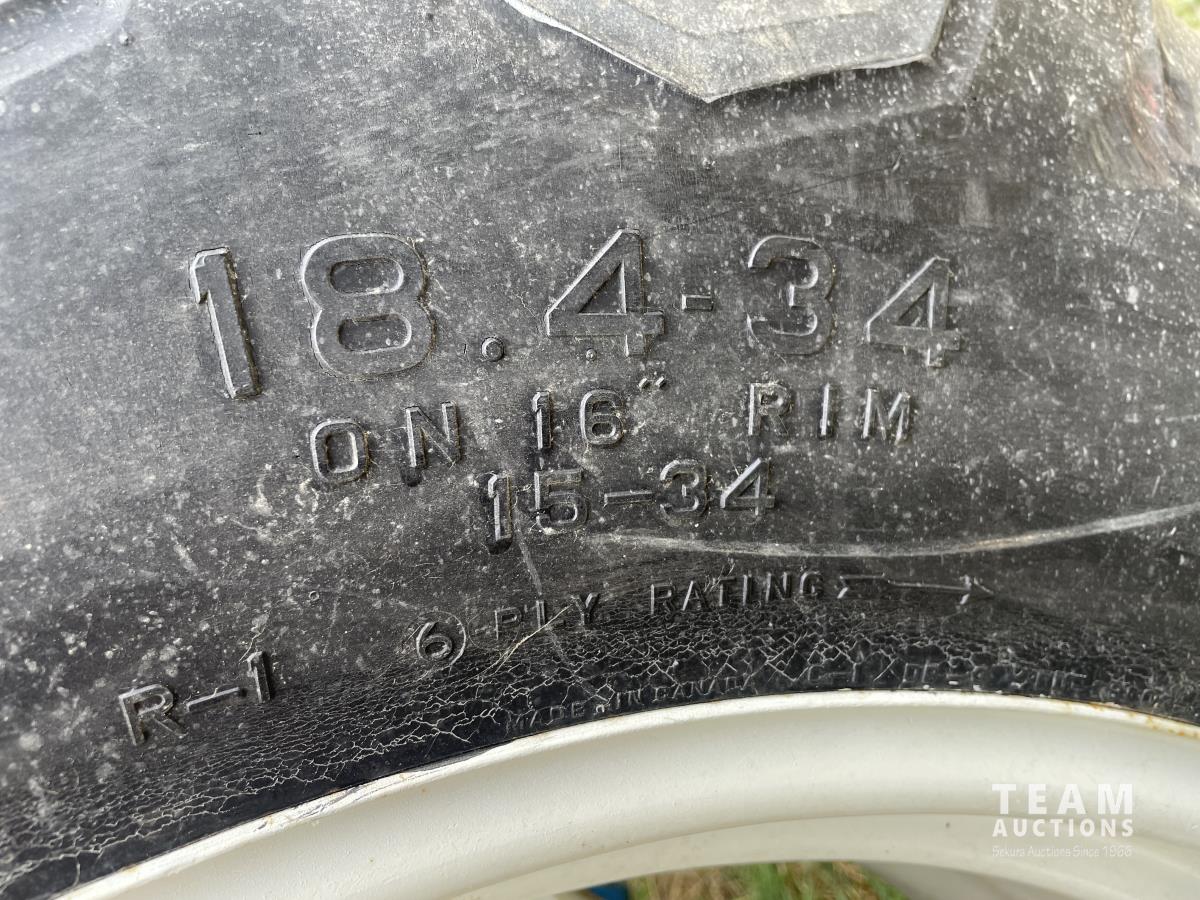 18.4-34
ON 16" RIM
15-34
6-PLY RATING
R-1
MADE IN CANADA
TEAM
AUCTIONS
Sekura Auctions Since 1966